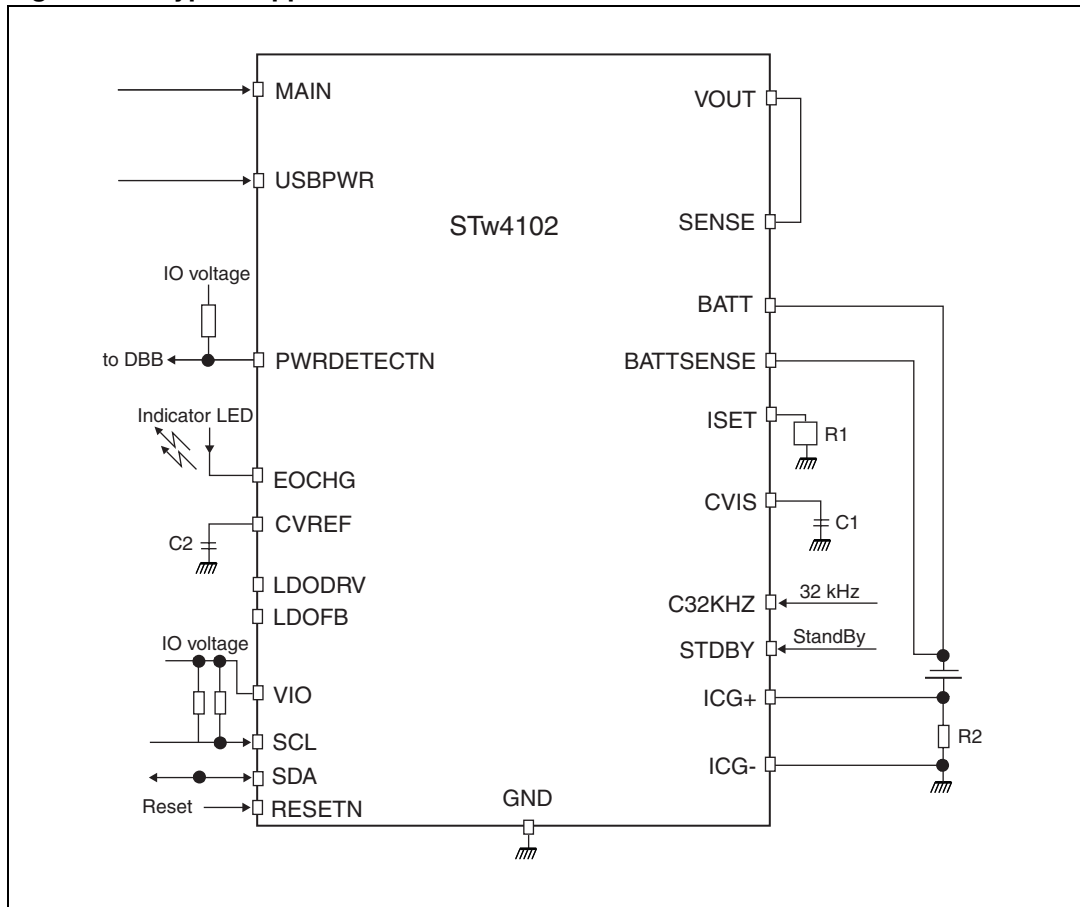 MAIN
VOUT
USBPWR
STw4102
SENSE
IO voltage
BATT
to DBB
PWRDETECTN
BATTSENSE
Indicator LED
ISET
R1
EOCHG
CVIS
C1
CVREF
C2
LDODRV
C32KHZ
32 kHz
LDOFB
IO voltage
STDBY
StandBy
VIO
ICG+
SCL
R2
SDA
ICG-
Reset
RESETN
GND